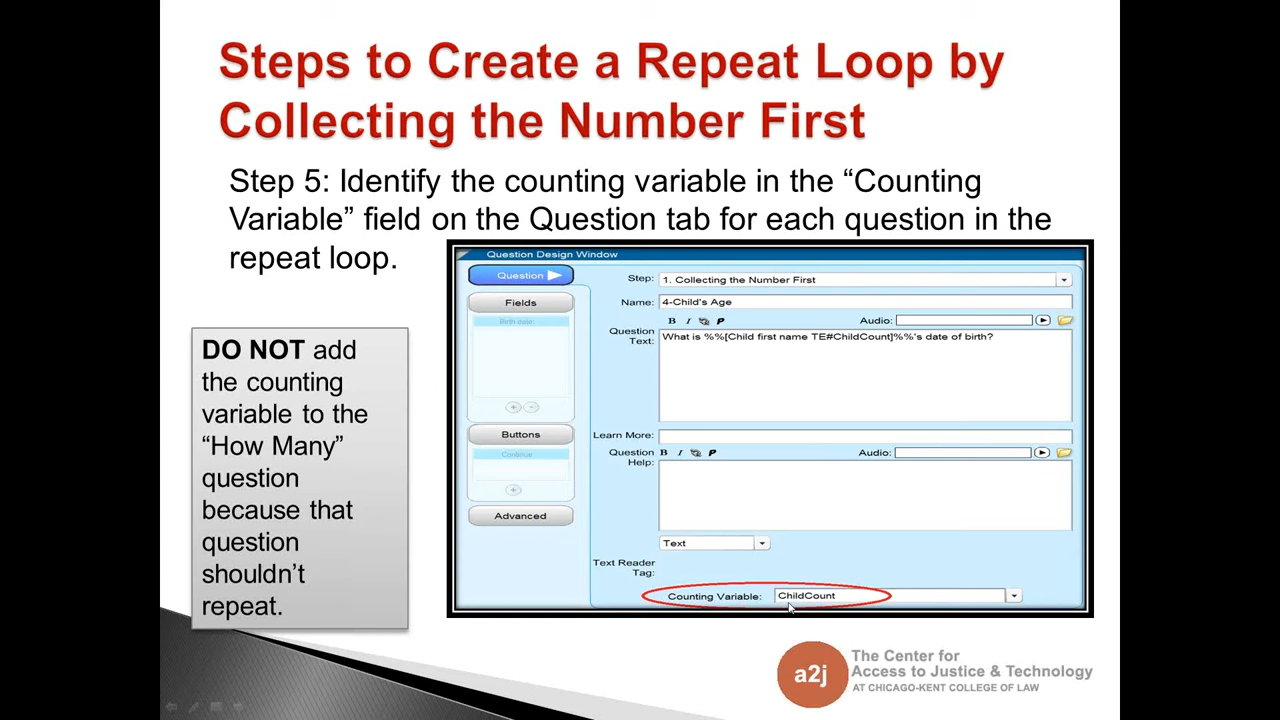 Steps to Create a Repeat Loop by
Collecting the Number First
Step 5: Identify the counting variable in the “Counting
Variable” field on the Question tab for each question in the
repeat loop.
DO NOT add
the counting
variable to the
“How Many”
question
because that
question
shouldn’t
repeat.
Question Design Window
Question
Fields
Birth date:
Buttons
Continue
Advanced
Step: 1. Collecting the Number First
Name: 4-Child's Age
B I P Audio:
Question
Text:
What is %%[Child first name TE#ChildCount]%%'s date of birth?
Learn More:
Question
Help:
B I P Audio:
Text
Text Reader
Tag:
Counting Variable: ChildCount
a2j
The Center for
Access to Justice & Technology
AT CHICAGO-KENT COLLEGE OF LAW